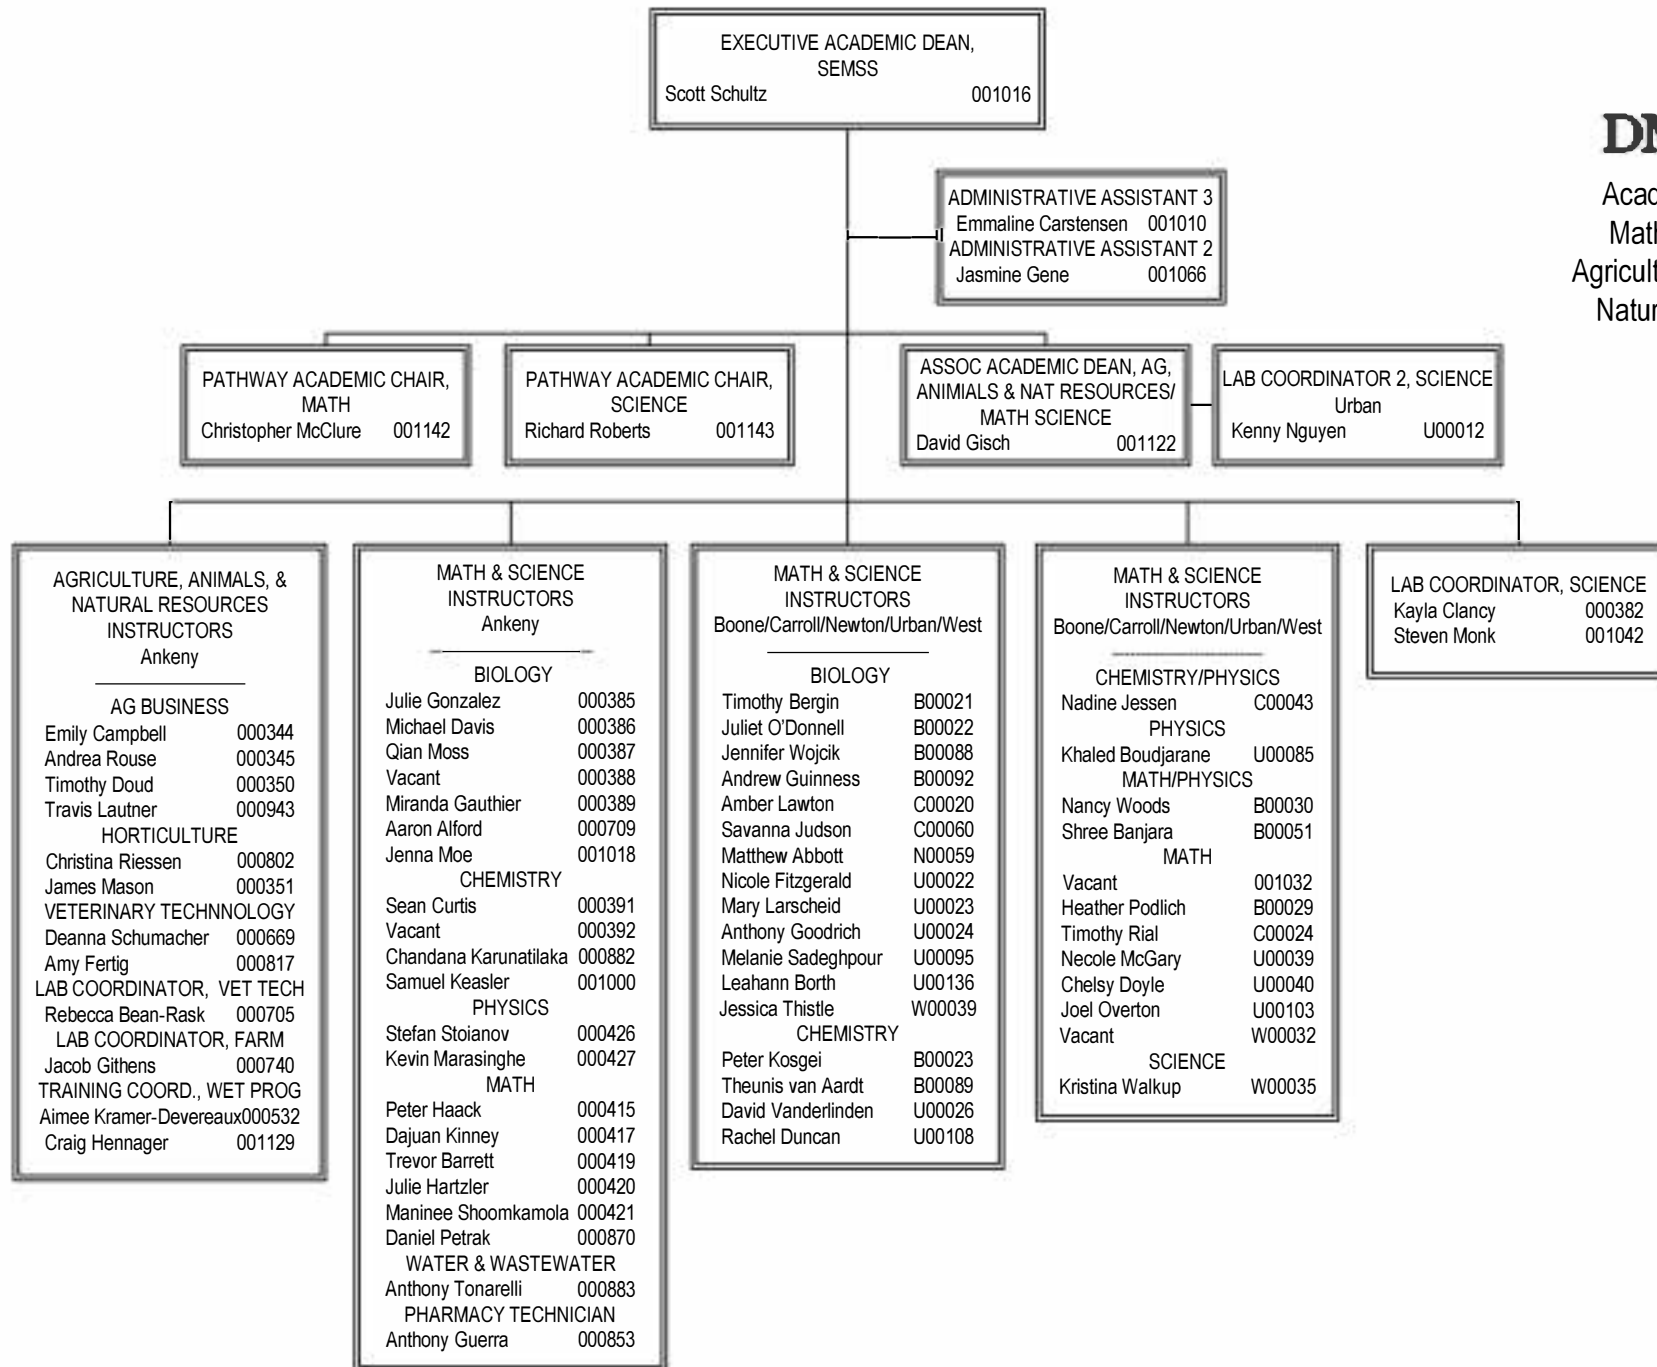 EXECUTIVE ACADEMIC DEAN,
SEMSS
Scott Schultz 001016
ADMINISTRATIVE ASSISTANT 3
Emmaline Carstensen 001010
ADMINISTRATIVE ASSISTANT 2
Jasmine Gene 001066
PATHWAY ACADEMIC CHAIR,
MATH
Christopher McClure 001142
PATHWAY ACADEMIC CHAIR,
SCIENCE
Richard Roberts 001143
ASSOC ACADEMIC DEAN, AG,
ANIMIALS & NAT RESOURCES/
MATH SCIENCE
David Gisch 001122
LAB COORDINATOR 2, SCIENCE
Urban
Kenny Nguyen U00012
AGRICULTURE, ANIMALS, &
NATURAL RESOURCES
INSTRUCTORS
Ankeny
AG BUSINESS
Emily Campbell 000344
Andrea Rouse 000345
Timothy Doud 000350
Travis Lautner 000943
HORTICULTURE
Christina Riessen 000802
James Mason 000351
VETERINARY TECHNNOLOGY
Deanna Schumacher 000669
Amy Fertig 000817
LAB COORDINATOR, VET TECH
Rebecca Bean-Rask 000705
LAB COORDINATOR, FARM
Jacob Githens 000740
TRAINING COORD., WET PROG
Aimee Kramer-Devereaux000532
Craig Hennager 001129
MATH & SCIENCE
INSTRUCTORS
Ankeny
BIOLOGY
Julie Gonzalez 000385
Michael Davis 000386
Qian Moss 000387
Vacant 000388
Miranda Gauthier 000389
Aaron Alford 000709
Jenna Moe 001018
CHEMISTRY
Sean Curtis 000391
Vacant 000392
Chandana Karunatilaka 000882
Samuel Keasler 001000
PHYSICS
Stefan Stoianov 000426
Kevin Marasinghe 000427
MATH
Peter Haack 000415
Dajuan Kinney 000417
Trevor Barrett 000419
Julie Hartzler 000420
Maninee Shoomkamola 000421
Daniel Petrak 000870
WATER & WASTEWATER
Anthony Tonarelli 000883
PHARMACY TECHNICIAN
Anthony Guerra 000853
MATH & SCIENCE
INSTRUCTORS
Boone/Carroll/Newton/Urban/West
BIOLOGY
Timothy Bergin B00021
Juliet O’Donnell B00022
Jennifer Wojcik B00088
Andrew Guinness B00092
Amber Lawton C00020
Savanna Judson C00060
Matthew Abbott N00059
Nicole Fitzgerald U00022
Mary Larscheid U00023
Anthony Goodrich U00024
Melanie Sadeghpour U00095
Leahann Borth U00136
Jessica Thistle W00039
CHEMISTRY
Peter Kosgei B00023
Theunis van Aardt B00089
David Vanderlinden U00026
Rachel Duncan U00108
MATH & SCIENCE
INSTRUCTORS
Boone/Carroll/Newton/Urban/West
CHEMISTRY/PHYSICS
Nadine Jessen C00043
PHYSICS
Khaled Boudjarane U00085
MATH/PHYSICS
Nancy Woods B00030
Shree Banjara B00051
MATH
Vacant 001032
Heather Podlich B00029
Timothy Rial C00024
Necole McGary U00039
Chelsy Doyle U00040
Joel Overton U00103
Vacant W00032
SCIENCE
Kristina Walkup W00035
LAB COORDINATOR, SCIENCE
Kayla Clancy 000382
Steven Monk 001042